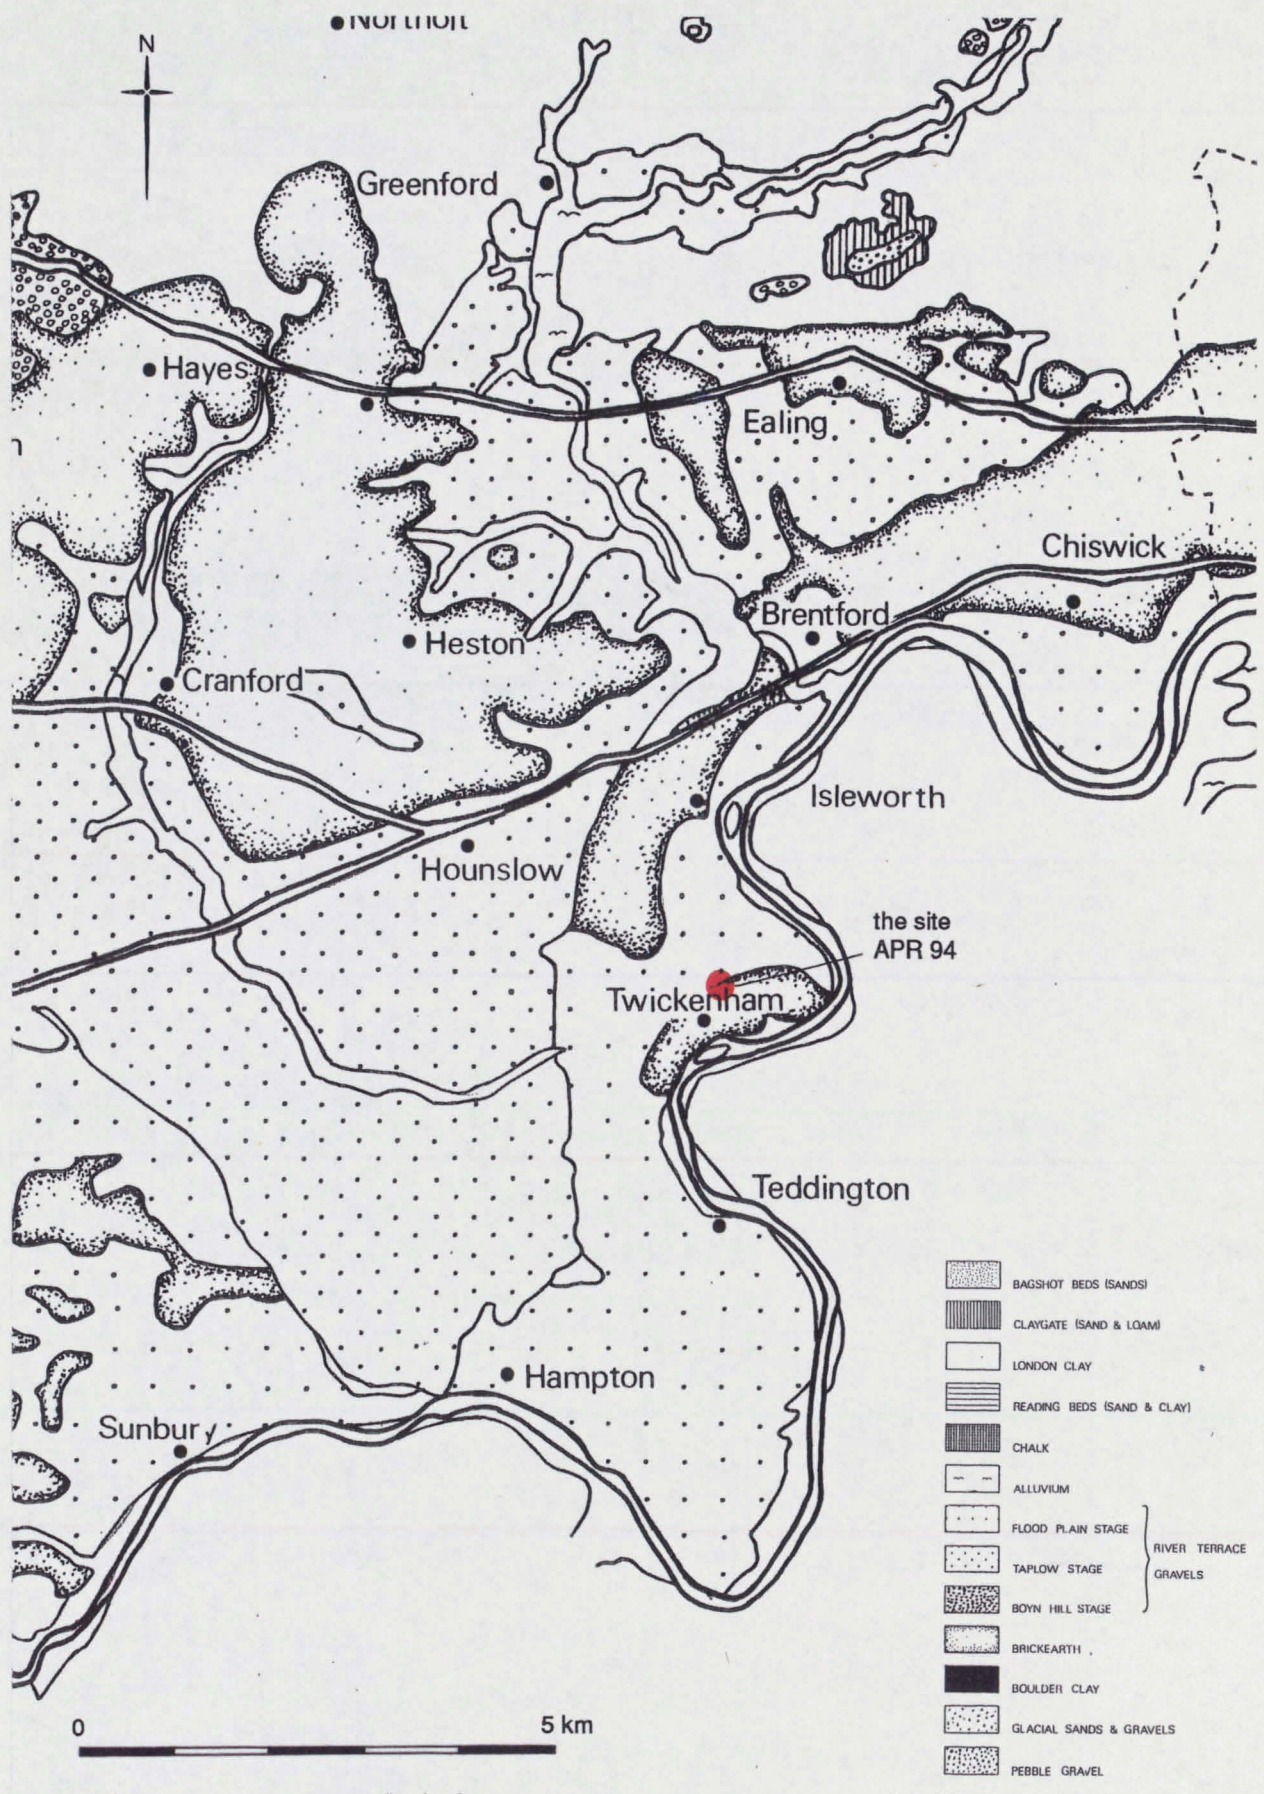 Northolt
N
Greenford
Hayes
Ealing
Chiswick
Brentford
Heston
Cranford
Isleworth
Hounslow
the site
APR 94
Twickenham
Teddington
Hampton
Sunbury
BAGSHOT BEDS (SANDS)
CLAYGATE (SAND & LOAM)
LONDON CLAY
READING BEDS (SAND & CLAY)
CHALK
ALLUVIUM
FLOOD PLAIN STAGE
TAPLOW STAGE
BOYN HILL STAGE
RIVER TERRACE
GRAVELS
BRICKEARTH
BOULDER CLAY
GLACIAL SANDS & GRAVELS
PEBBLE GRAVEL
0 5 km